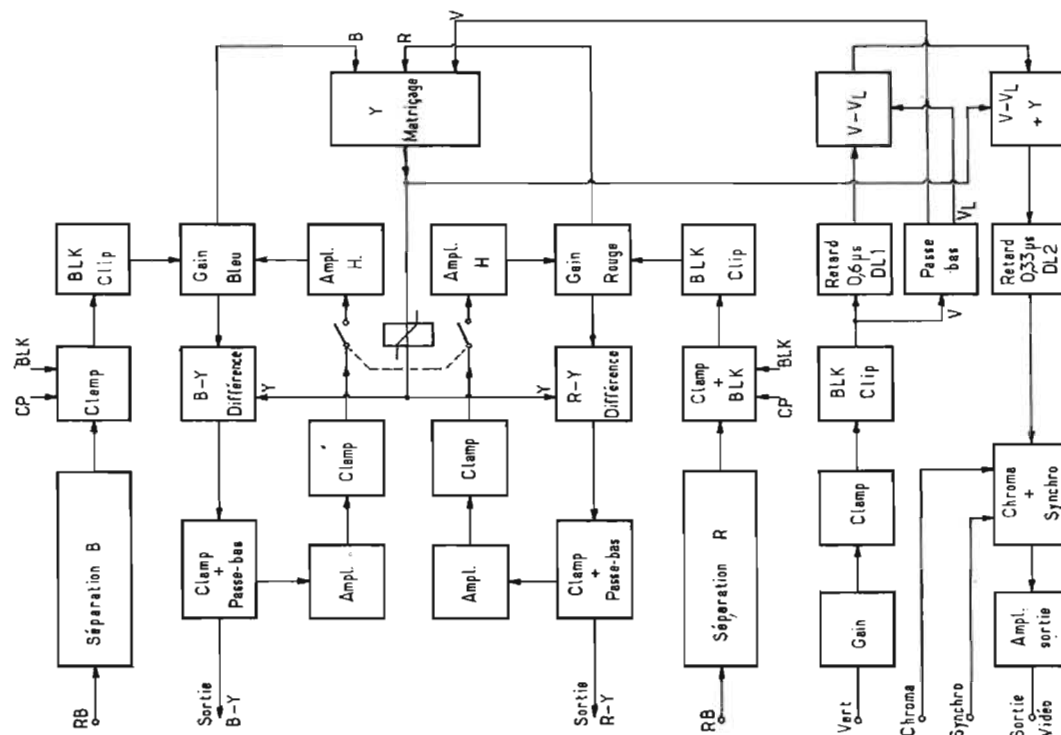 RB
Séparation B
CP
BLK
Clamp
BLK
Clip
Sortie
B-Y
Clamp
+
Passe-bas
B-Y
Différence
Gain
Bleu
B
Ampl.
Clamp
Ampl.
H.
Y
Matriçage
R
V
Y
Y
Ampl.
Clamp
Ampl.
H
Sortie
R-Y
Clamp
+
Passe-bas
R-Y
Différence
Gain
Rouge
RB
Séparation R
Clamp
+
BLK
CP
BLK
BLK
Clip
Vert
Gain
Clamp
BLK
Clip
Retard
0,6µs
DL1
V-VL
V
Passe
bas
VL
Chroma
Synchro
Chroma
+
Synchro
Retard
0,33µs
DL2
V-VL
+ Y
Sortie
Vidéo
Ampl.
sortie